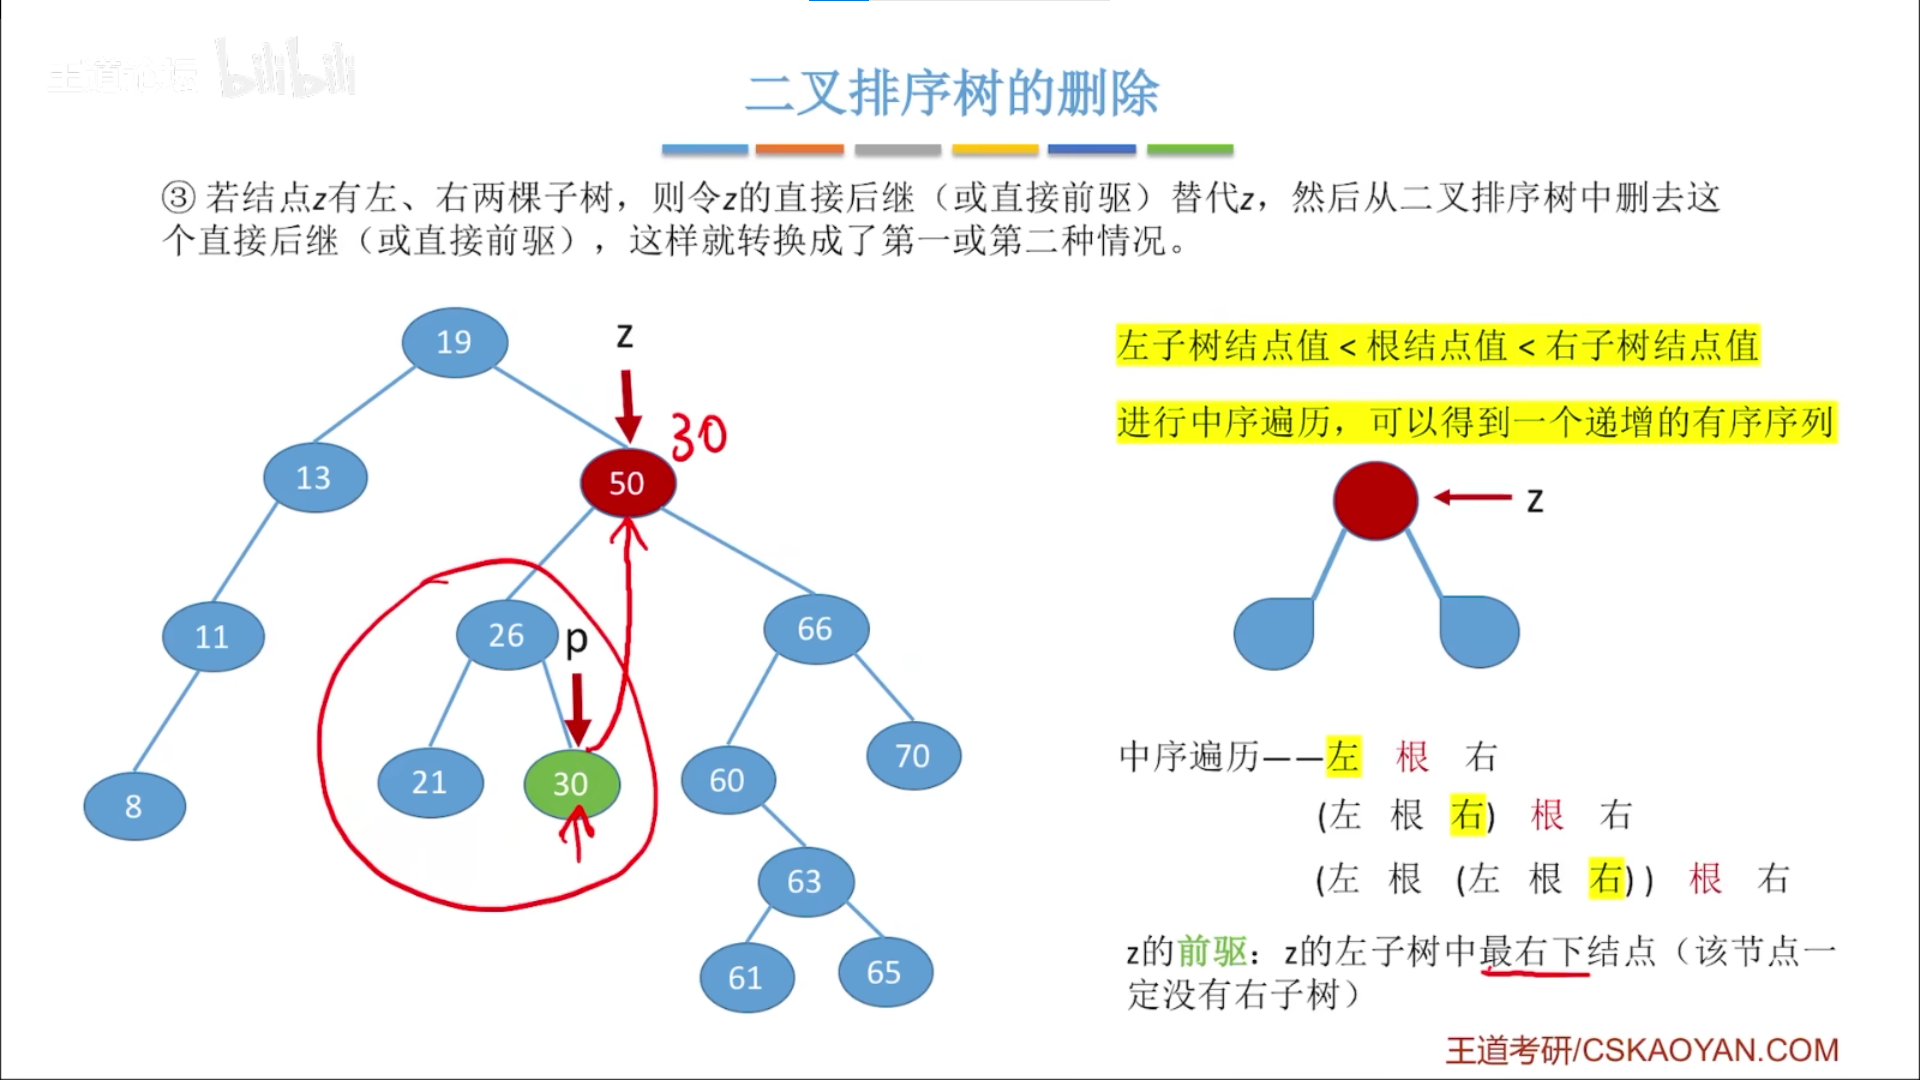 王道论坛 bilibili
二叉排序树的删除
③ 若结点z有左、右两棵子树，则令z的直接后继（或直接前驱）替代z，然后从二叉排序树中删去这
个直接后继（或直接前驱），这样就转换成了第一或第二种情况。
19
z
30
13
50
11
26
p
66
8
21
30
60
70
63
61
65
左子树结点值 < 根结点值 < 右子树结点值
进行中序遍历，可以得到一个递增的有序序列
z
中序遍历——左 根 右
(左 根 右) 根 右
(左 根 (左 根 右)) 根 右
z的前驱：z的左子树中最右下结点（该节点一
定没有右子树）
王道考研/CSKAOYAN.COM